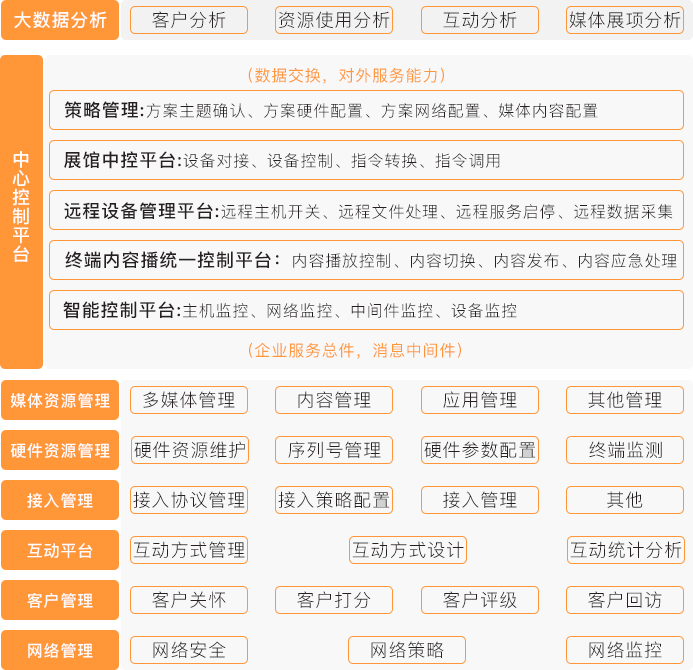 大数据分析 客户分析 资源使用分析 互动分析 媒体展项分析
中心控制平台
(数据交换，对外服务能力)
策略管理:方案主题确认、方案硬件配置、方案网络配置、媒体内容配置
展馆中控平台:设备对接、设备控制、指令转换、指令调用
远程设备管理平台:远程主机开关、远程文件处理、远程服务启停、远程数据采集
终端内容播统一控制平台：内容播放控制、内容切换、内容发布、内容应急处理
智能控制平台:主机监控、网络监控、中间件监控、设备监控
(企业服务总件，消息中间件)
媒体资源管理 多媒体管理 内容管理 应用管理 其他管理
硬件资源管理 硬件资源维护 序列号管理 硬件参数配置 终端监测
接入管理 接入协议管理 接入策略配置 接入管理 其他
互动平台 互动方式管理 互动方式设计 互动统计分析
客户管理 客户关怀 客户打分 客户评级 客户回访
网络管理 网络安全 网络策略 网络监控